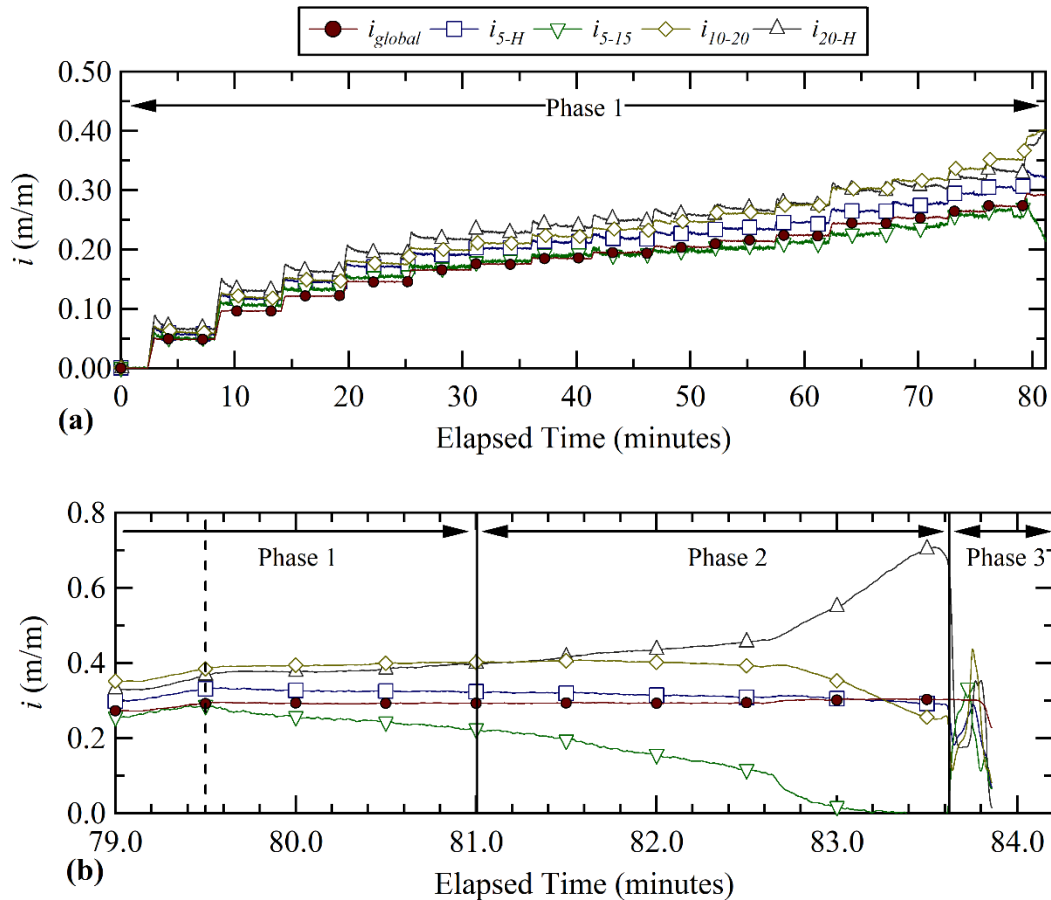 i_global i_5-H i_5-15 i_10-20 i_20-H
0.50
0.40
0.30
0.20
0.10
0.00
i (m/m)
Phase 1
0 10 20 30 40 50 60 70 80
(a)
Elapsed Time (minutes)
0.8
0.6
0.4
0.2
0.0
i (m/m)
Phase 1 Phase 2 Phase 3
79.0 80.0 81.0 82.0 83.0 84.0
(b)
Elapsed Time (minutes)